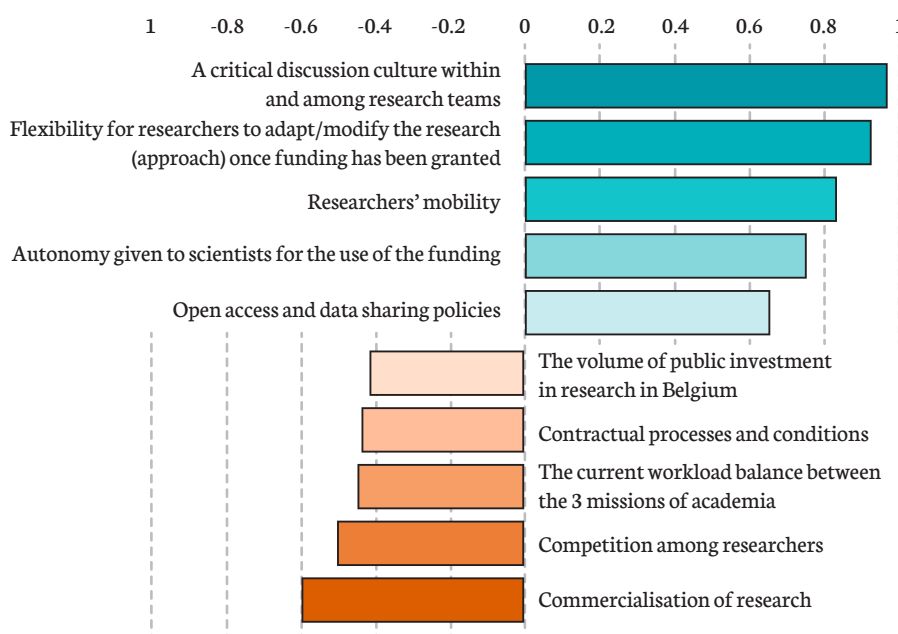 1 -0.8 -0.6 -0.4 -0.2 0 0.2 0.4 0.6 0.8
A critical discussion culture within
and among research teams
Flexibility for researchers to adapt/modify the research
(approach) once funding has been granted
Researchers’ mobility
Autonomy given to scientists for the use of the funding
Open access and data sharing policies
The volume of public investment
in research in Belgium
Contractual processes and conditions
The current workload balance between
the 3 missions of academia
Competition among researchers
Commercialisation of research